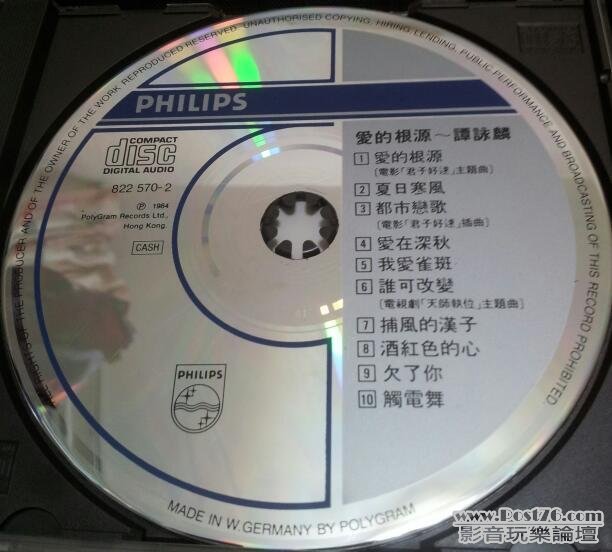 ALL RIGHTS OF THE PRODUCER AND OF THE OWNER OF THE WORK REPRODUCED RESERVED. UNAUTHORISED COPYING, HIRING, LENDING, PUBLIC PERFORMANCE AND BROADCASTING OF THIS RECORD PROHIBITED.
PHILIPS
COMPACT
disc
DIGITAL AUDIO
822 570-2
Ⓟ 1984
PolyGram Records Ltd.,
Hong Kong.
CASH
愛的根源~譚詠麟
1 愛的根源
(電影「君子好逑」主題曲)
2 夏日寒風
3 都市戀歌
(電影「君子好逑」插曲)
4 愛在深秋
5 我愛雀斑
6 誰可改變
(電視劇「天師執位」主題曲)
7 捕風的漢子
8 酒紅色的心
9 欠了你
10 觸電舞
PHILIPS
MADE IN W. GERMANY BY POLYGRAM
www.Post76.com
影音玩樂論壇